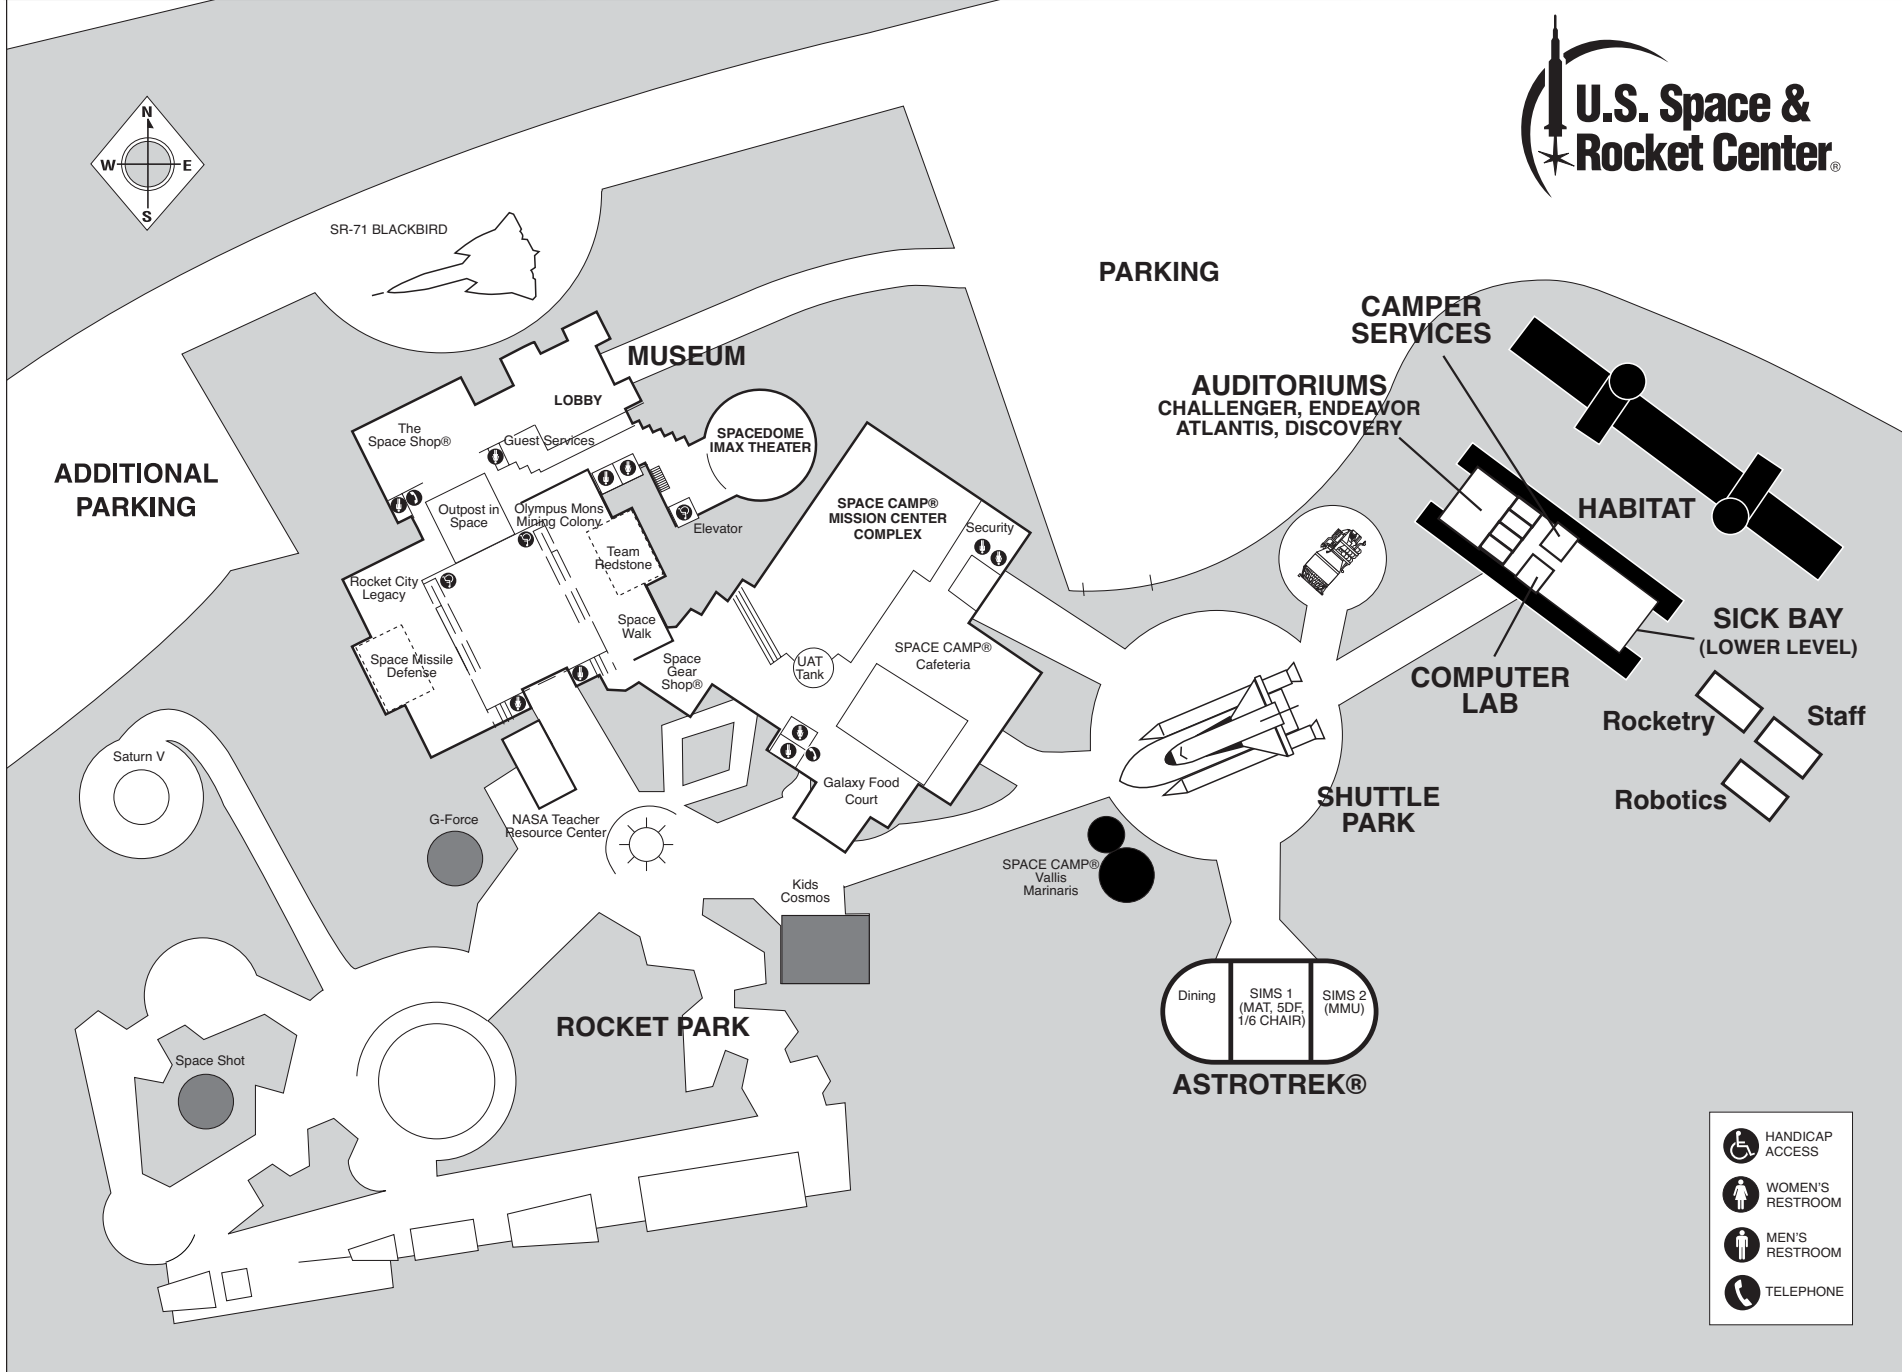 U.S. Space &
Rocket Center®
N
W
E
S
SR-71 BLACKBIRD
PARKING
CAMPER
SERVICES
MUSEUM
AUDITORIUMS
CHALLENGER, ENDEAVOR
ATLANTIS, DISCOVERY
LOBBY
The
Space Shop®
Guest Services
SPACEDOME
IMAX THEATER
ADDITIONAL
PARKING
Outpost in
Space
Olympus Mons
Mining Colony
Elevator
SPACE CAMP®
MISSION CENTER
COMPLEX
Security
HABITAT
Team
Redstone
Rocket City
Legacy
Space
Walk
Space Missile
Defense
Space
Gear
Shop®
UAT
Tank
SPACE CAMP®
Cafeteria
SICK BAY
(LOWER LEVEL)
COMPUTER
LAB
Rocketry
Staff
Robotics
Saturn V
Galaxy Food
Court
SHUTTLE
PARK
G-Force
NASA Teacher
Resource Center
SPACE CAMP®
Vallis
Marinaris
Kids
Cosmos
Dining
SIMS 1
(MAT, 5DF,
1/6 CHAIR)
SIMS 2
(MMU)
ROCKET PARK
Space Shot
ASTROTREK®
HANDICAP
ACCESS
WOMEN'S
RESTROOM
MEN'S
RESTROOM
TELEPHONE